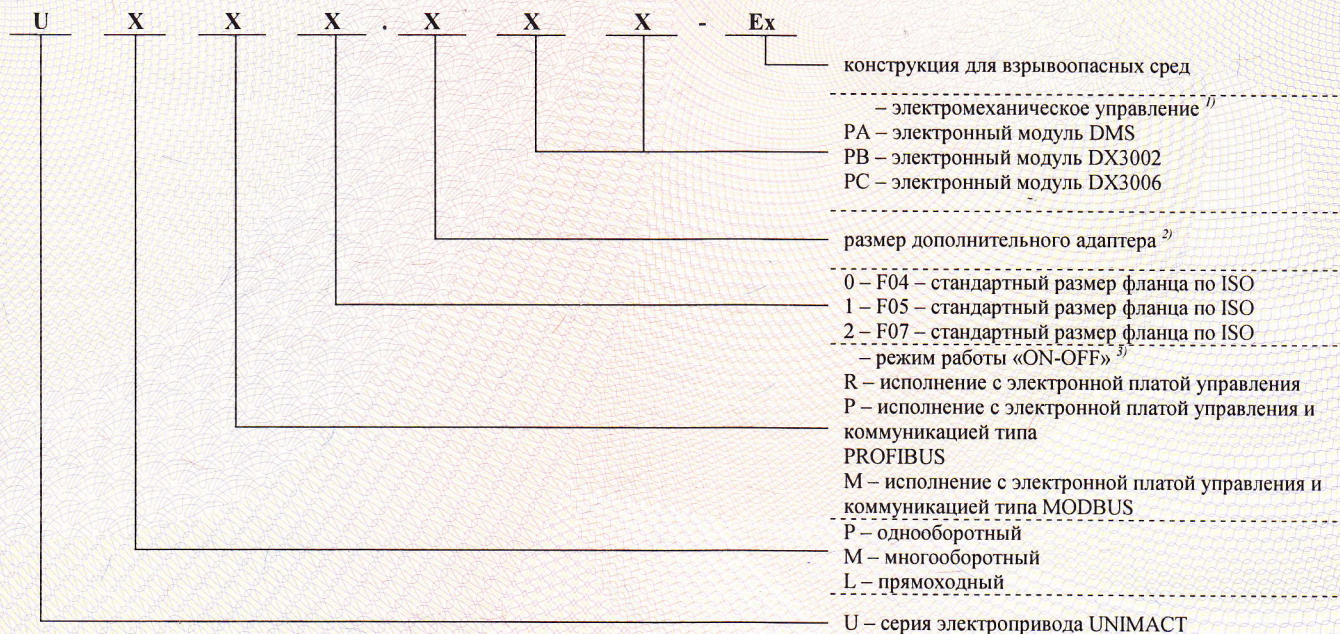 U X X X . X X X - Ex
конструкция для взрывоопасных сред
– электромеханическое управление 1)
PA – электронный модуль DMS
PB – электронный модуль DX3002
PC – электронный модуль DX3006
размер дополнительного адаптера 2)
0 – F04 – стандартный размер фланца по ISO
1 – F05 – стандартный размер фланца по ISO
2 – F07 – стандартный размер фланца по ISO
– режим работы «ON-OFF» 3)
R – исполнение с электронной платой управления
P – исполнение с электронной платой управления и
коммуникацией типа
PROFIBUS
M – исполнение с электронной платой управления и
коммуникацией типа MODBUS
P – однооборотный
M – многооборотный
L – прямоходный
U – серия электропривода UNIMACT